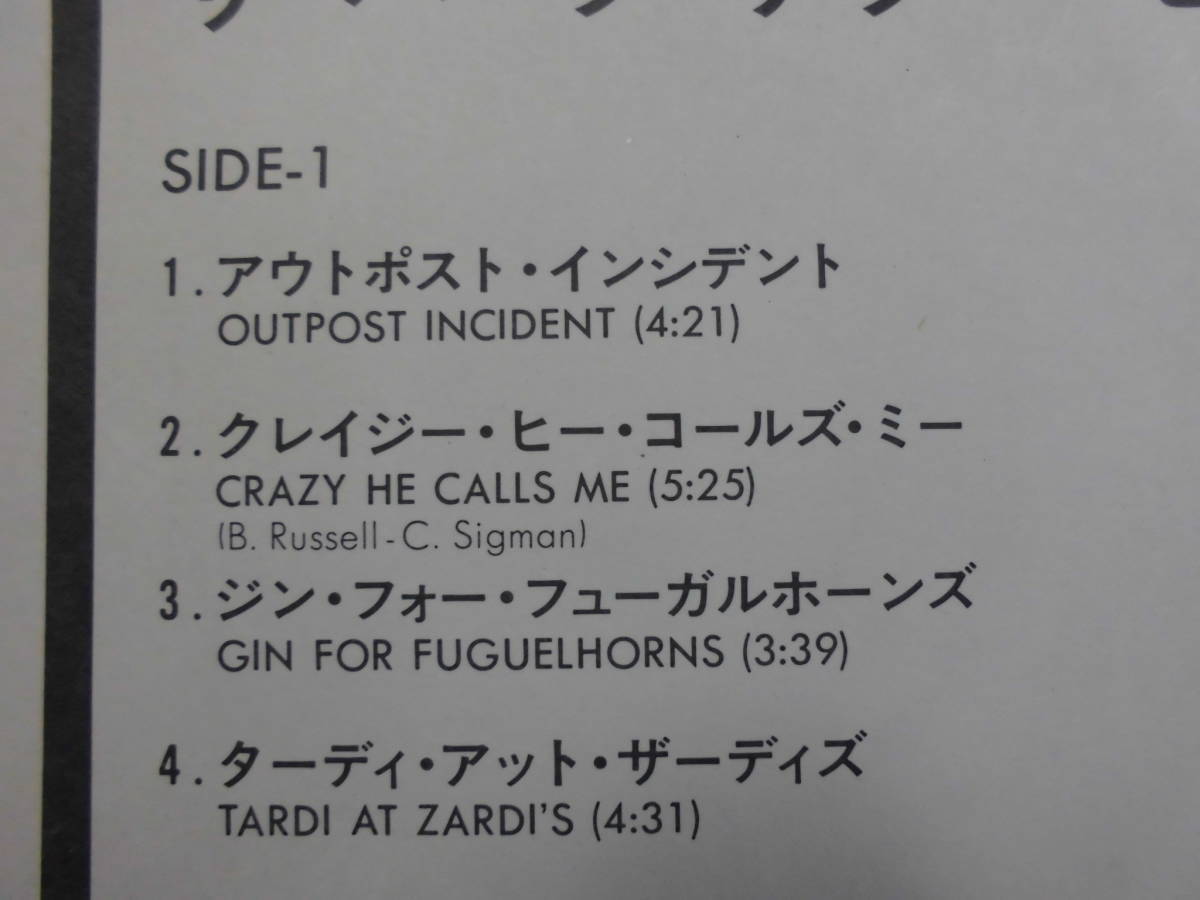 SIDE-1
1. アウトポスト・インシデント
OUTPOST INCIDENT (4:21)
2. クレイジー・ヒー・コールズ・ミー
CRAZY HE CALLS ME (5:25)
(B. Russell-C. Sigman)
3. ジン・フォー・フューガルホーンズ
GIN FOR FUGUELHORNS (3:39)
4. ターディ・アット・ザーディズ
TARDI AT ZARDI'S (4:31)